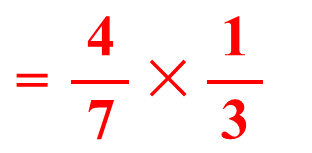 = 4/7 × 1/3